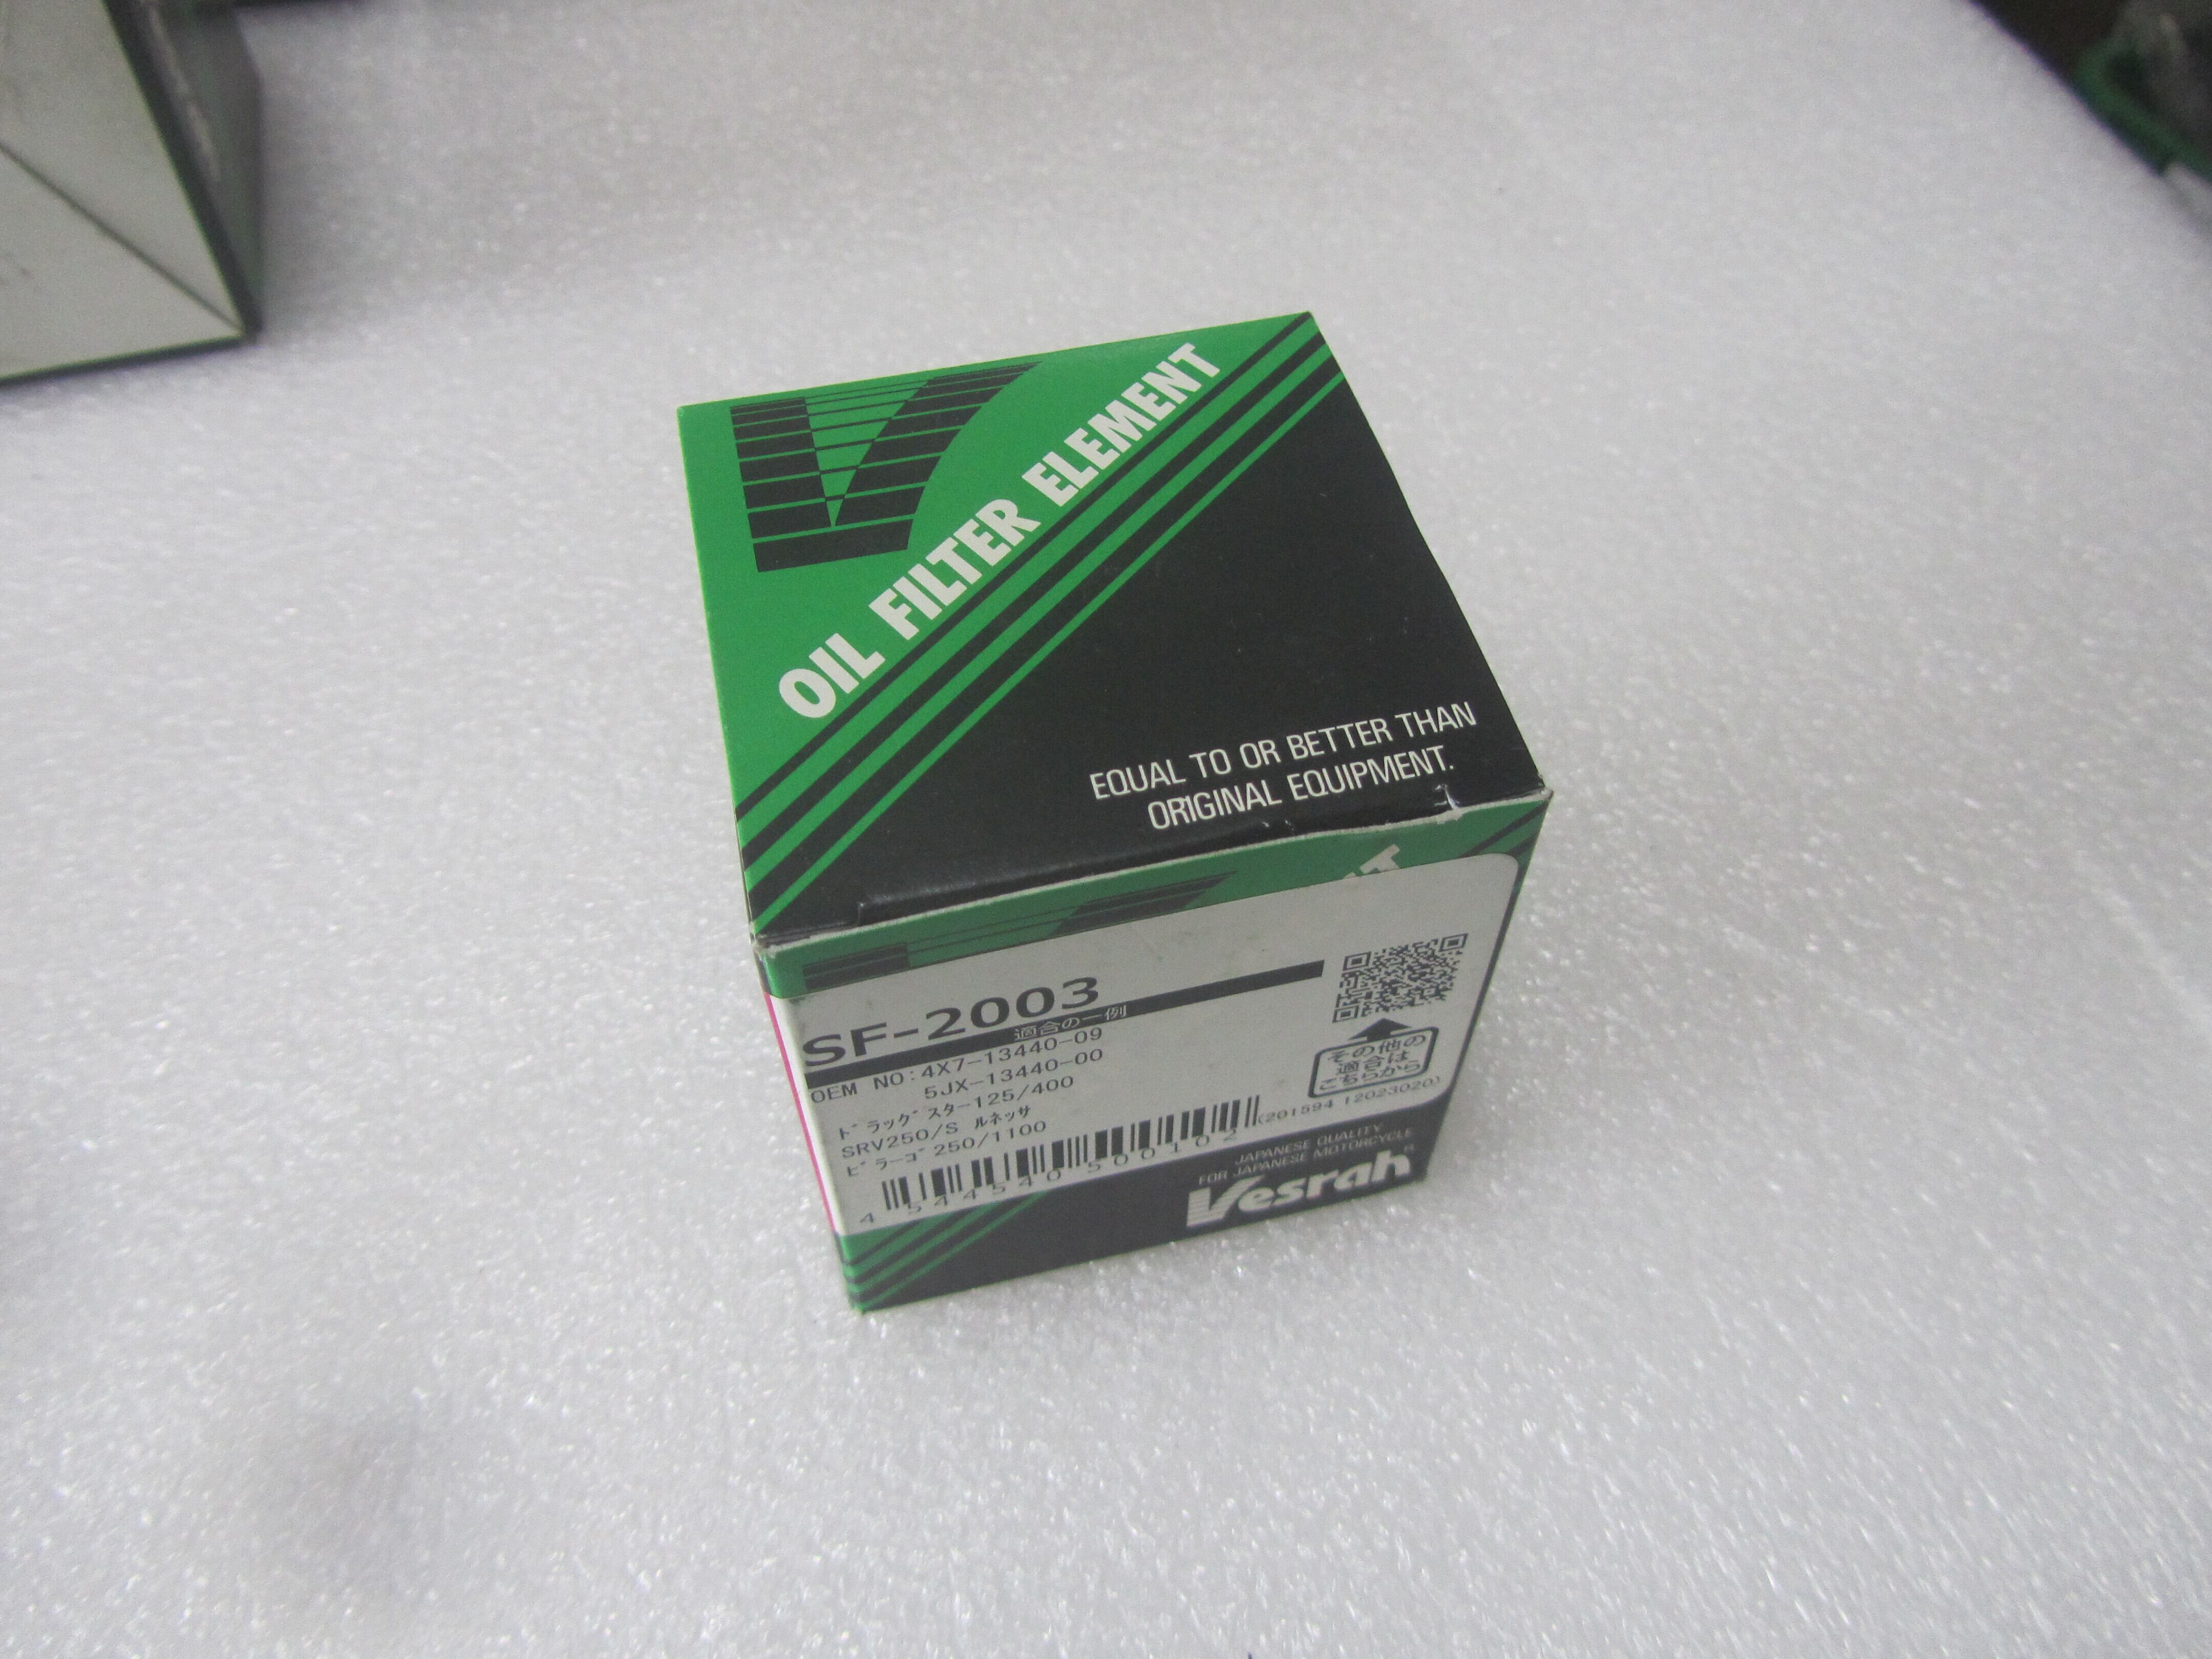 OIL FILTER ELEMENT
EQUAL TO OR BETTER THAN
ORIGINAL EQUIPMENT.
SF-2003
適合の一例
OEM NO:4X7-13440-09
5JX-13440-00
ﾄﾞﾗｯｸﾞｽﾀｰ125/400
SRV250/S ﾙﾈｯｻ
ﾋﾞﾗｰｺﾞ250/1100
4 544540 500102
(201594 12023020)
その他の
適合は
こちらから
JAPANESE QUALITY
FOR JAPANESE MOTORCYCLE
Vesrah